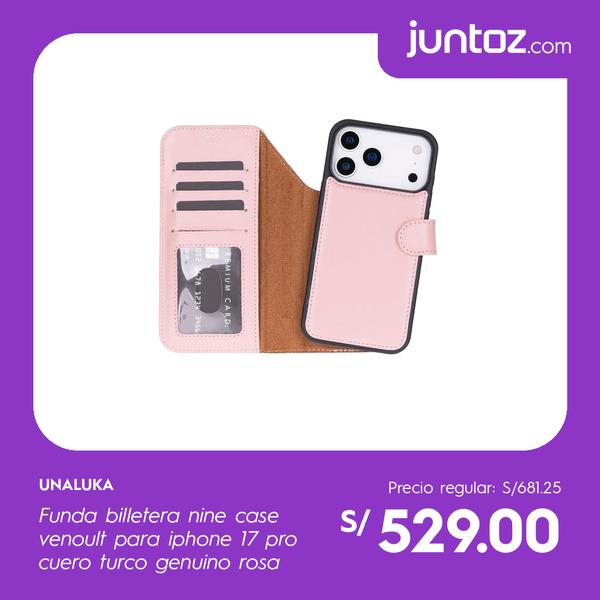 juntoz.com
PREMIUM CARD.
UNALUKA
Funda billetera nine case
venoult para iphone 17 pro
cuero turco genuino rosa
Precio regular: S/681.25
S/ 529.00